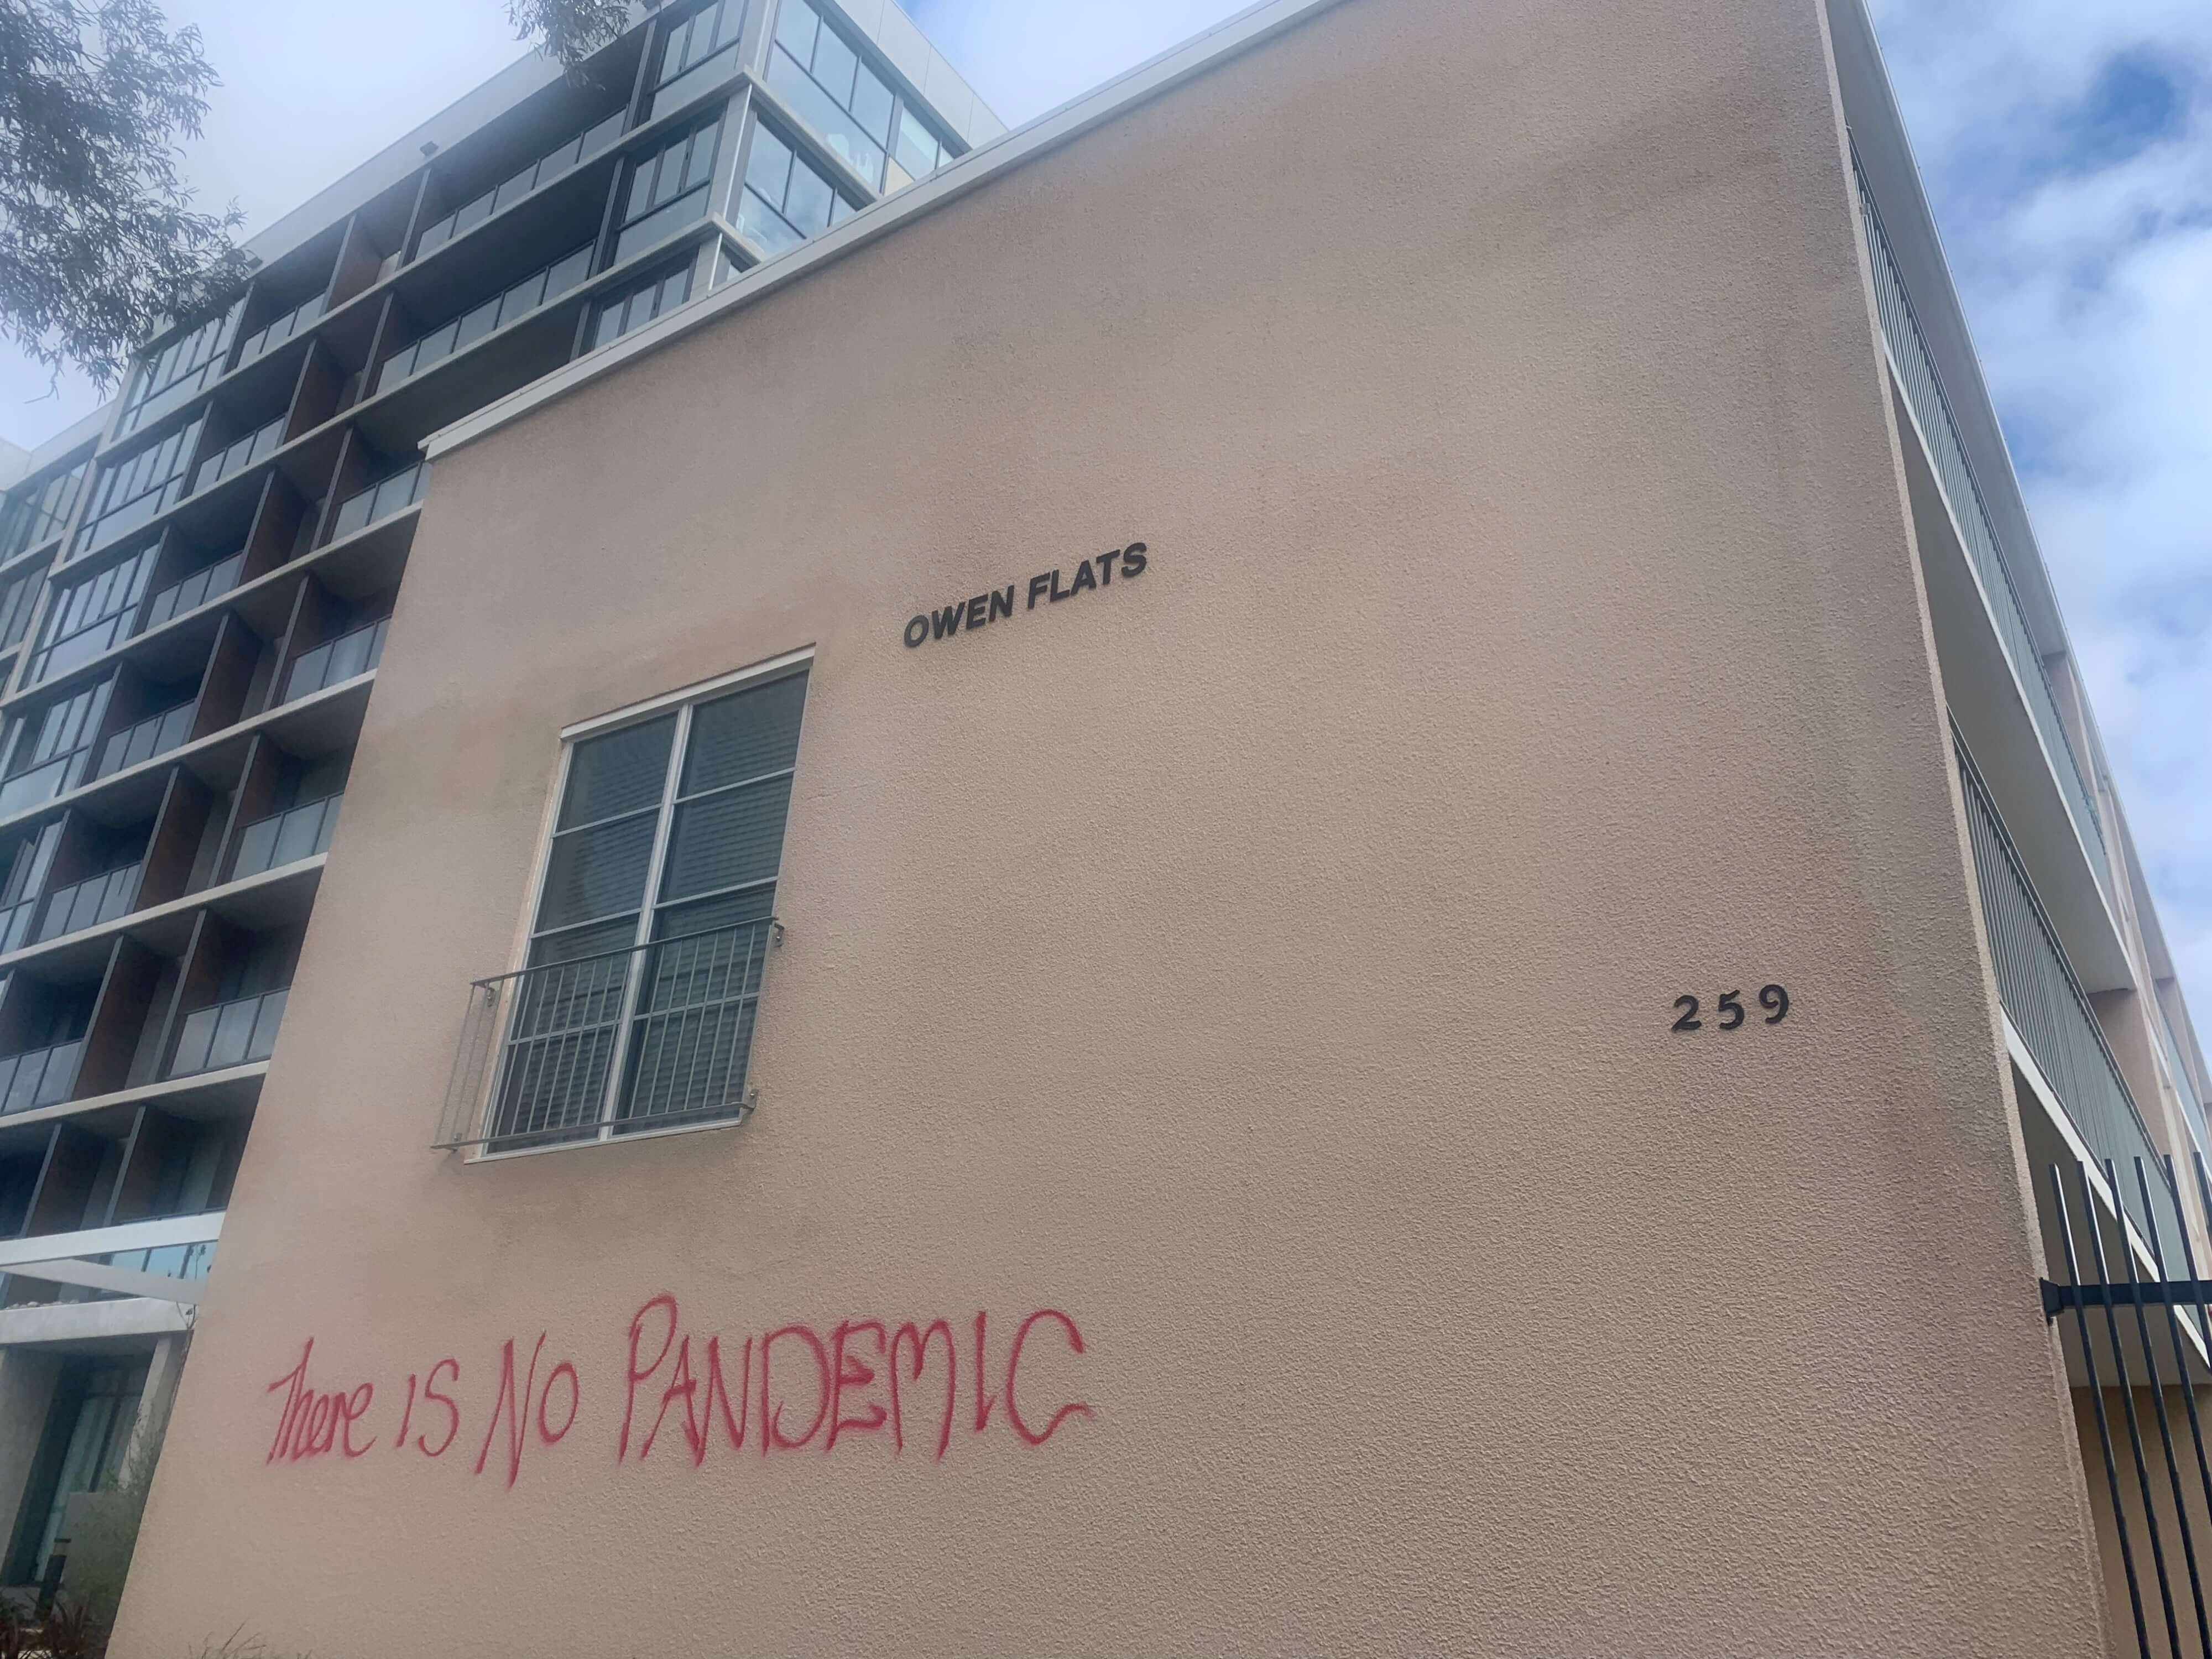 OWEN FLATS
259
There is No PANDEMIC